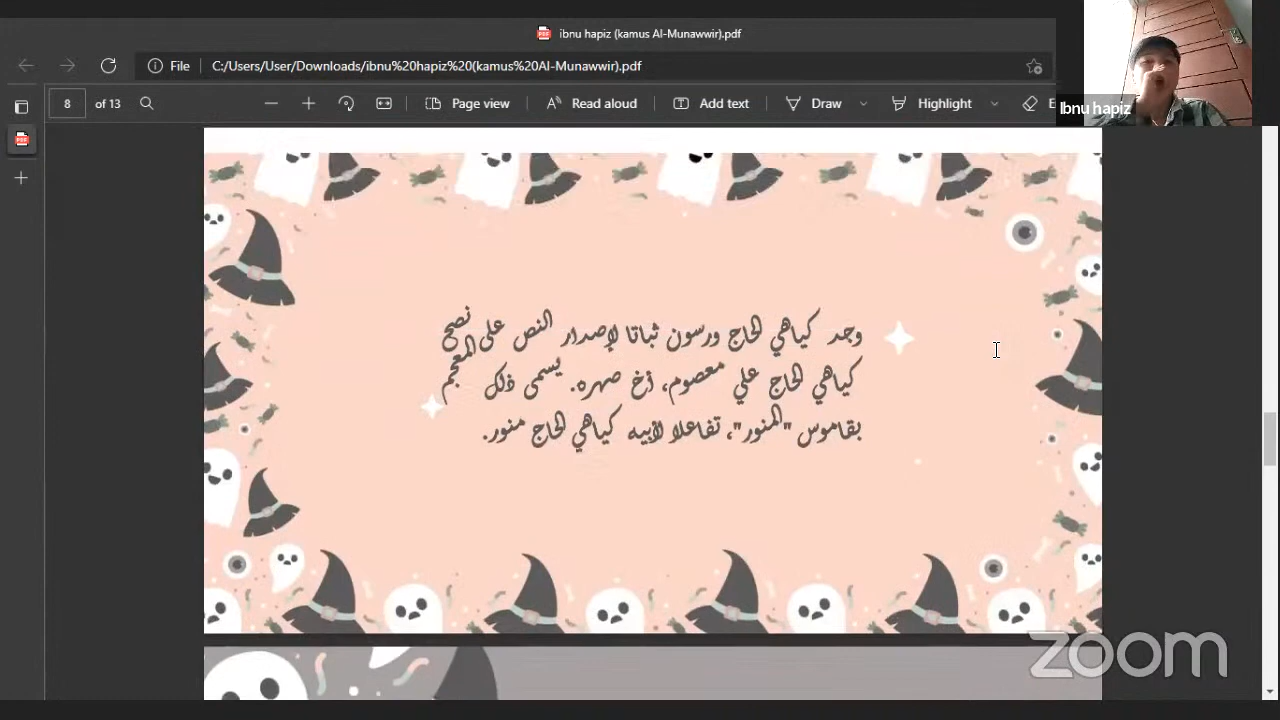 ibnu hapiz (kamus Al-Munawwir).pdf
File C:/Users/User/Downloads/ibnu%20hapiz%20(kamus%20Al-Munawwir).pdf
8 of 13 Page view Read aloud Add text Draw Highlight E
Ibnu hapiz
وجد كياهي الحاج ورسون ثباتا لإصدار النص على نصح
كياهي الحاج علي معصوم، أخ صهره. يسمى ذلك المعجم
بقاموس "المنور"، تفاعلا لأبيه كياهي الحاج منور.
zoom